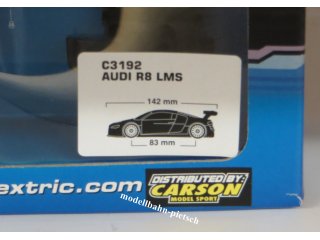 C3192
AUDI R8 LMS
142 mm
83 mm
extric.com
DISTRIBUTED BY:
CARSON
MODEL SPORT
modellbahn-pietsch